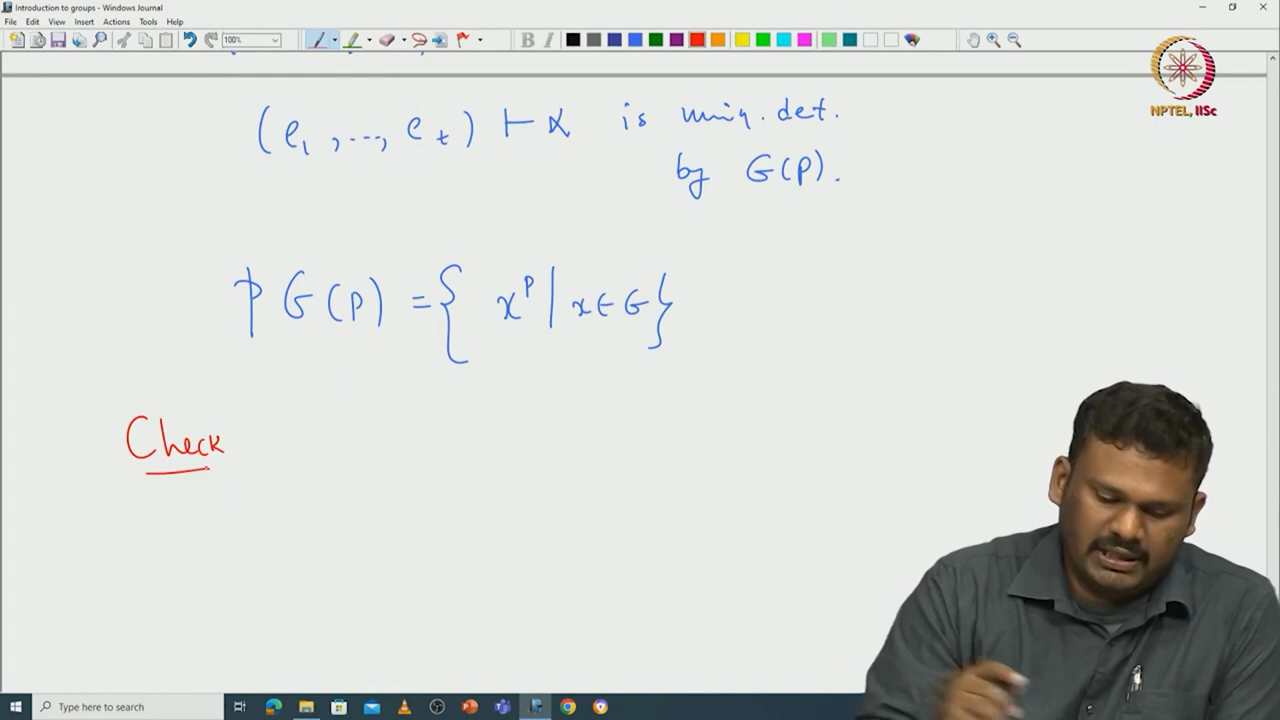 Introduction to groups - Windows Journal
File Edit View Insert Actions Tools Help
100%
B I
NPTEL, IISc
(e₁, ..., e_t) ⊢ α is uniq. det.
by G(p).
p G(p) = { x^p | x ∈ G }
Check
Type here to search